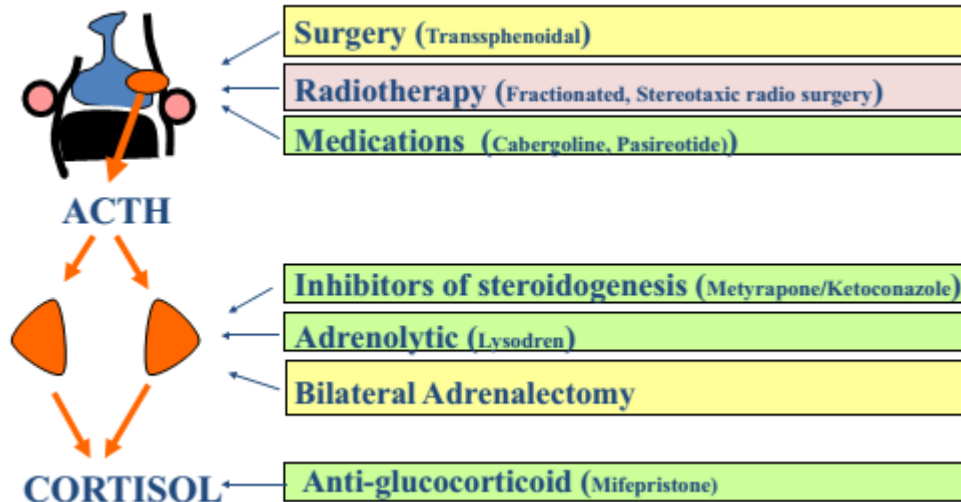 Surgery (Transsphenoidal)
Radiotherapy (Fractionated, Stereotaxic radio surgery)
Medications (Cabergoline, Pasireotide))
ACTH
Inhibitors of steroidogenesis (Metyrapone/Ketoconazole)
Adrenolytic (Lysodren)
Bilateral Adrenalectomy
CORTISOL
Anti-glucocorticoid (Mifepristone)